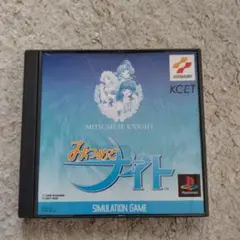 KONAMI
KCET
MITSUMETE KNIGHT
みつめてナイト
SIMULATION GAME